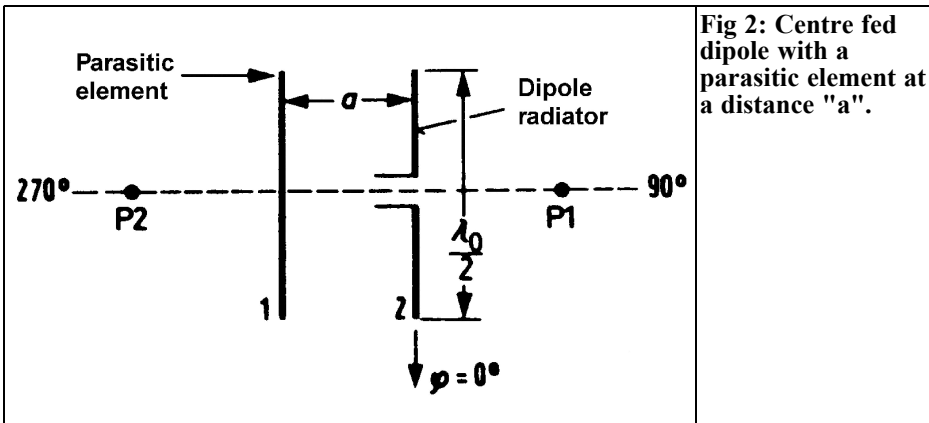 Parasitic
element
a
Dipole
radiator
270°
P2
P1
90°
λ0
2
1
2
φ = 0°
Fig 2: Centre fed
dipole with a
parasitic element at
a distance "a".